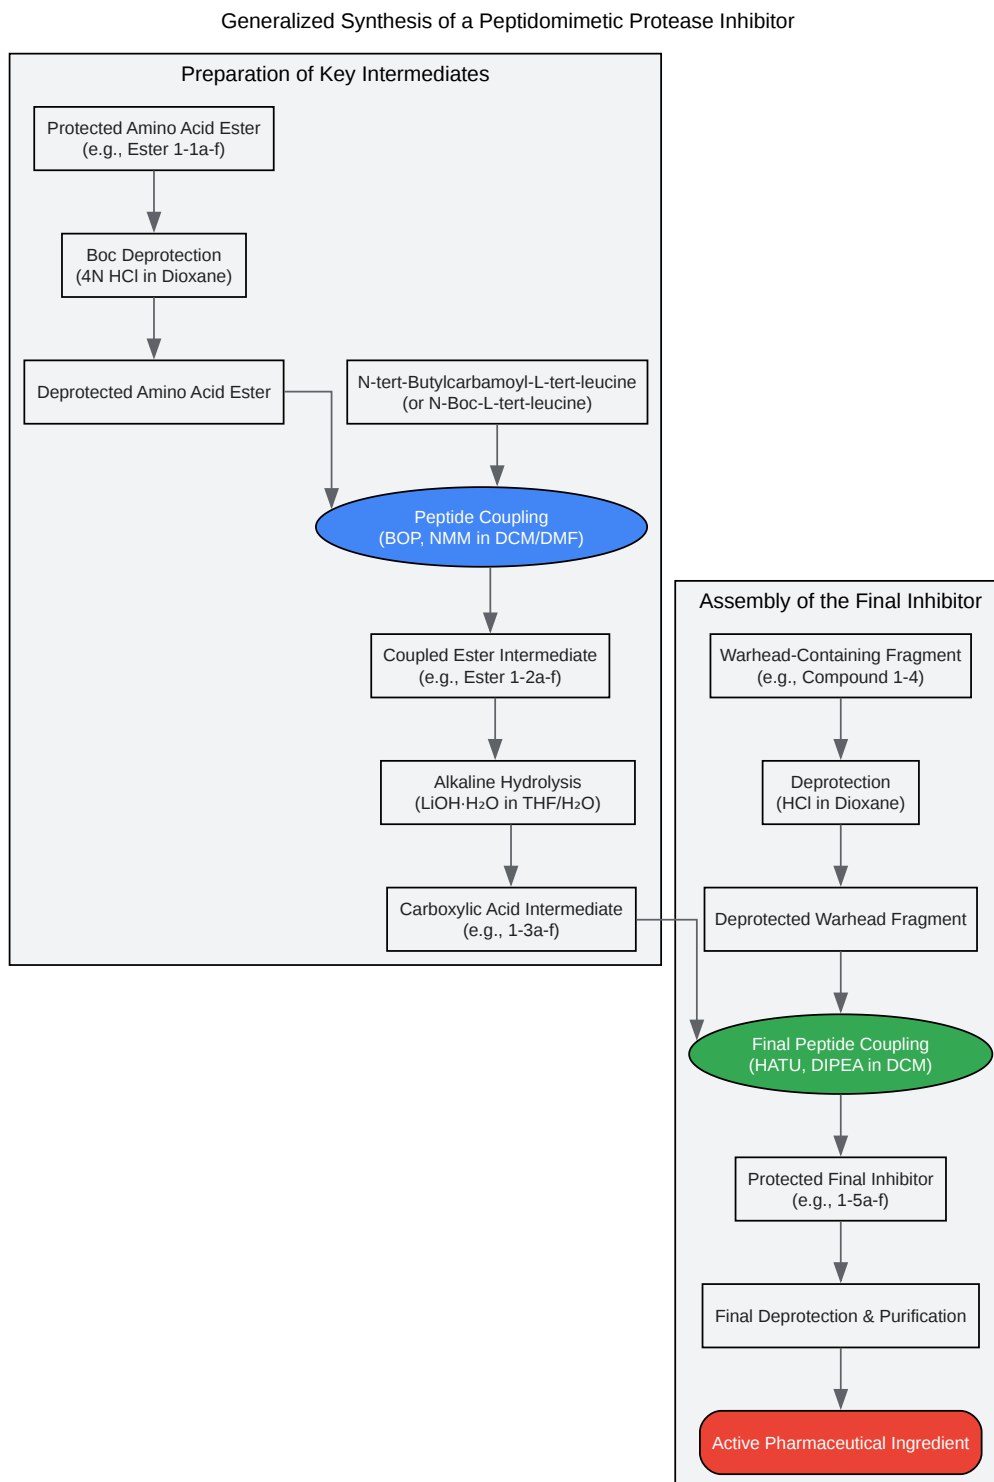 Generalized Synthesis of a Peptidomimetic Protease Inhibitor
Preparation of Key Intermediates
Protected Amino Acid Ester
(e.g., Ester 1-1a-f)
Boc Deprotection
(4N HCl in Dioxane)
Deprotected Amino Acid Ester
N-tert-Butylcarbamoyl-L-tert-leucine
(or N-Boc-L-tert-leucine)
Peptide Coupling
(BOP, NMM in DCM/DMF)
Coupled Ester Intermediate
(e.g., Ester 1-2a-f)
Alkaline Hydrolysis
(LiOH·H₂O in THF/H₂O)
Carboxylic Acid Intermediate
(e.g., 1-3a-f)
Assembly of the Final Inhibitor
Warhead-Containing Fragment
(e.g., Compound 1-4)
Deprotection
(HCl in Dioxane)
Deprotected Warhead Fragment
Final Peptide Coupling
(HATU, DIPEA in DCM)
Protected Final Inhibitor
(e.g., 1-5a-f)
Final Deprotection & Purification
Active Pharmaceutical Ingredient